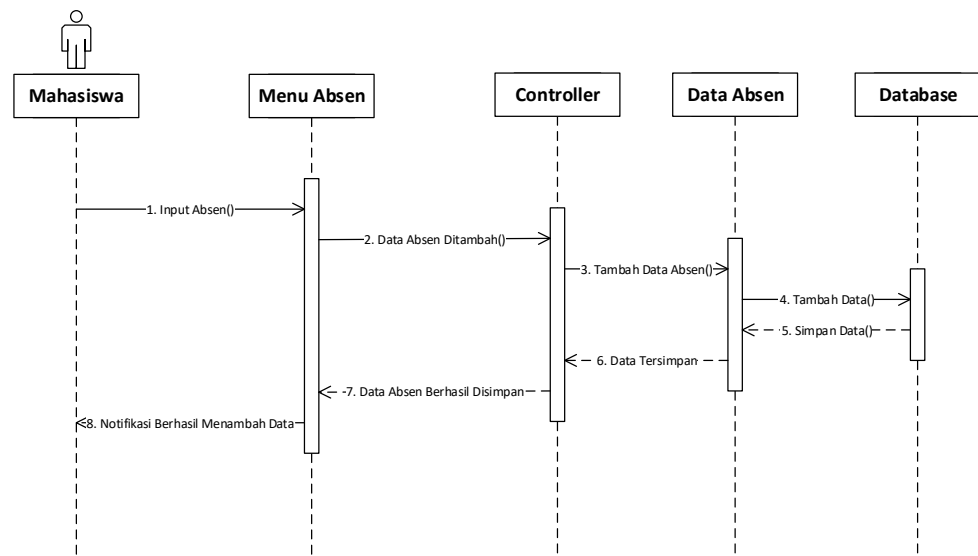 Mahasiswa
Menu Absen
Controller
Data Absen
Database
1. Input Absen()
2. Data Absen Ditambah()
3. Tambah Data Absen()
4. Tambah Data()
5. Simpan Data()
6. Data Tersimpan
7. Data Absen Berhasil Disimpan
8. Notifikasi Berhasil Menambah Data